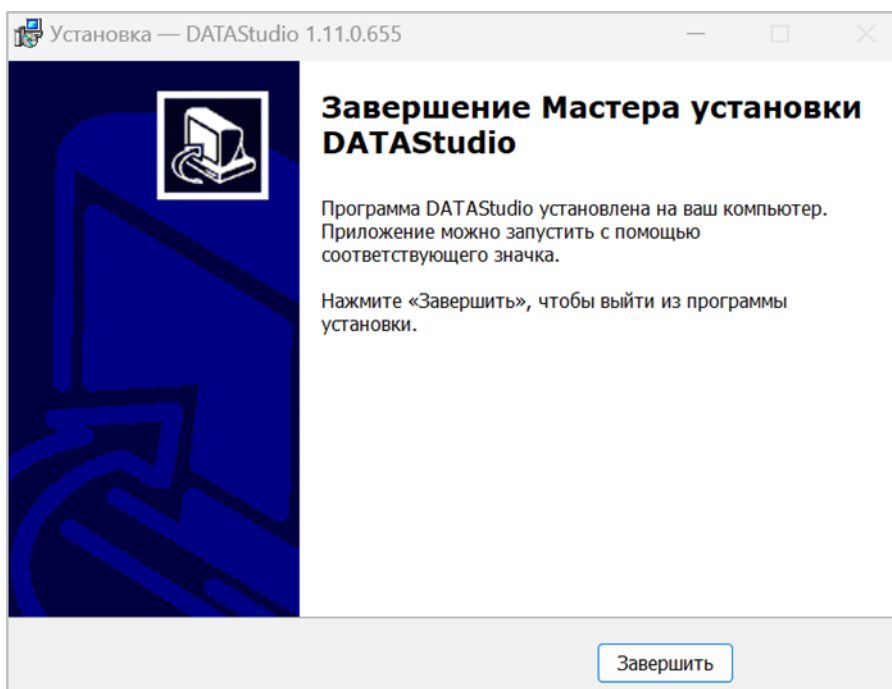 Установка — DATAStudio 1.11.0.655
Завершение Мастера установки
DATAStudio
Программа DATAStudio установлена на ваш компьютер.
Приложение можно запустить с помощью
соответствующего значка.
Нажмите «Завершить», чтобы выйти из программы
установки.
Завершить